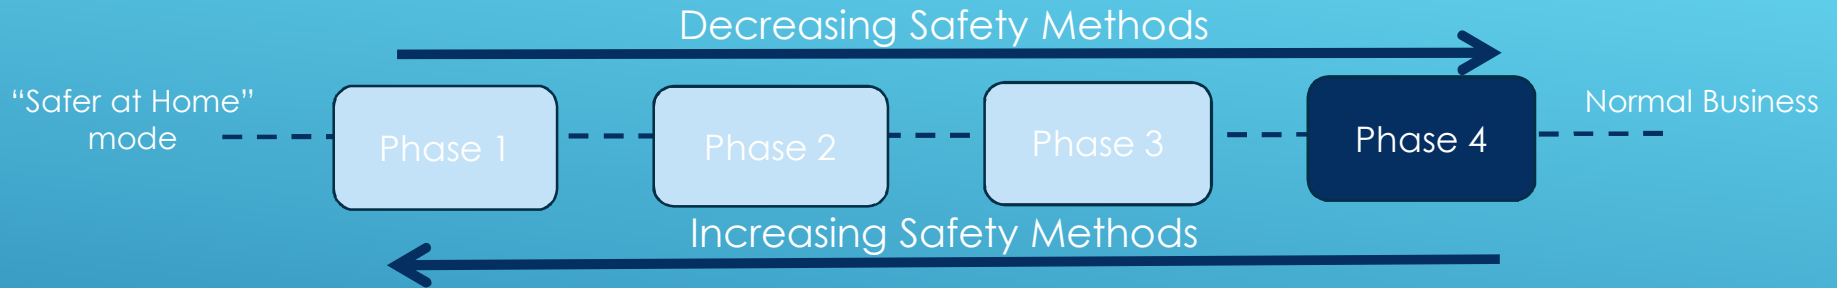 Decreasing Safety Methods
“Safer at Home”
mode
Phase 1
Phase 2
Phase 3
Phase 4
Normal Business
Increasing Safety Methods